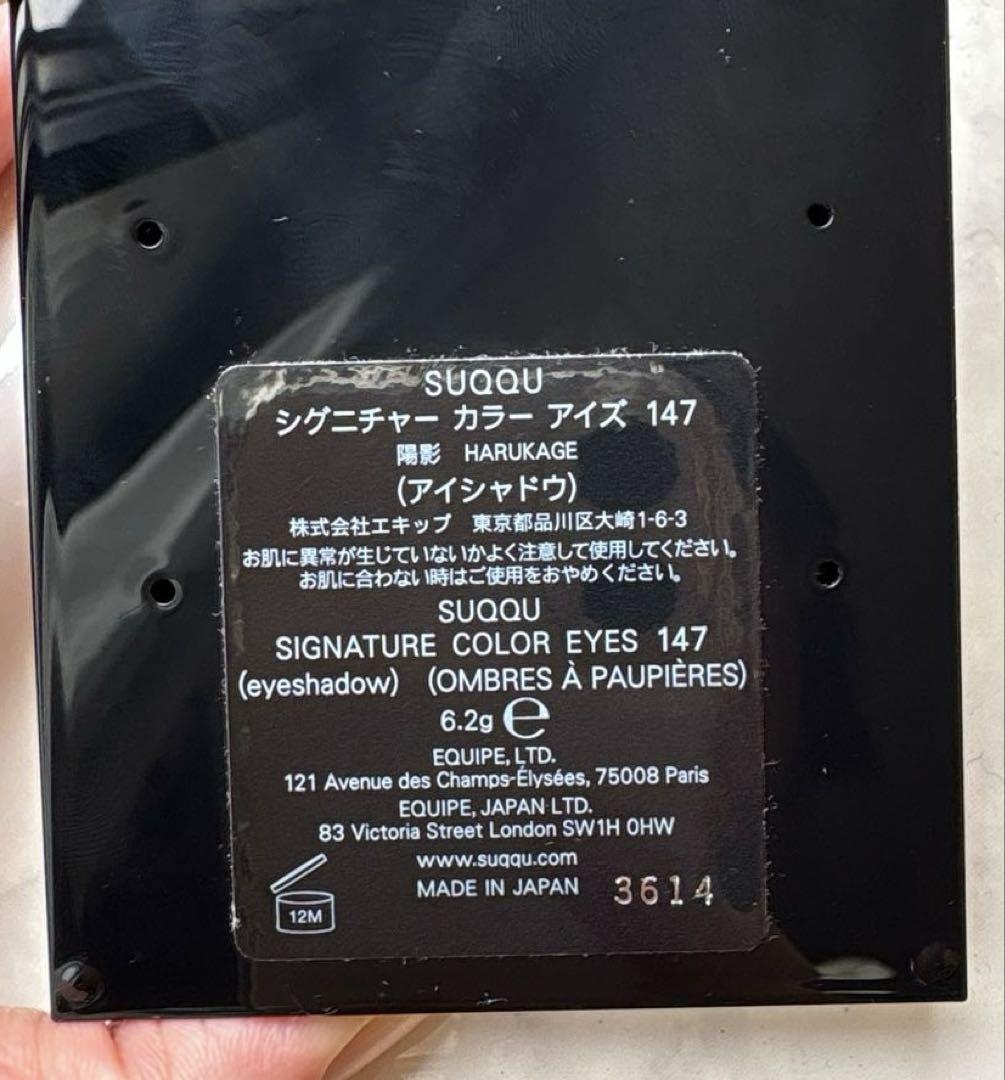 SUQQU
シグニチャー カラー アイズ 147
陽影 HARUKAGE
(アイシャドウ)
株式会社エキップ 東京都品川区大崎1-6-3
お肌に異常が生じていないかよく注意して使用してください。
お肌に合わない時はご使用をおやめください。
SUQQU
SIGNATURE COLOR EYES 147
(eyeshadow) (OMBRES À PAUPIÈRES)
6.2g ℮
EQUIPE, LTD.
121 Avenue des Champs-Élysées, 75008 Paris
EQUIPE, JAPAN LTD.
83 Victoria Street London SW1H 0HW
www.suqqu.com
MADE IN JAPAN 3614
12M